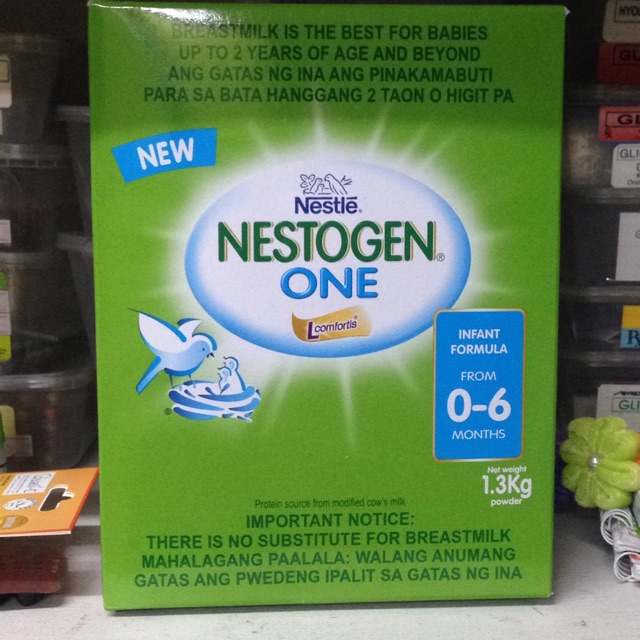 BREASTMILK IS THE BEST FOR BABIES
UP TO 2 YEARS OF AGE AND BEYOND
ANG GATAS NG INA ANG PINAKAMABUTI
PARA SA BATA HANGGANG 2 TAON O HIGIT PA
NEW
Nestlé®
NESTOGEN®
ONE
L comfortis™
INFANT
FORMULA
FROM
0-6
MONTHS
®
Net weight
1.3Kg
powder
Protein source from modified cow's milk
IMPORTANT NOTICE:
THERE IS NO SUBSTITUTE FOR BREASTMILK
MAHALAGANG PAALALA: WALANG ANUMANG
GATAS ANG PWEDENG IPALIT SA GATAS NG INA